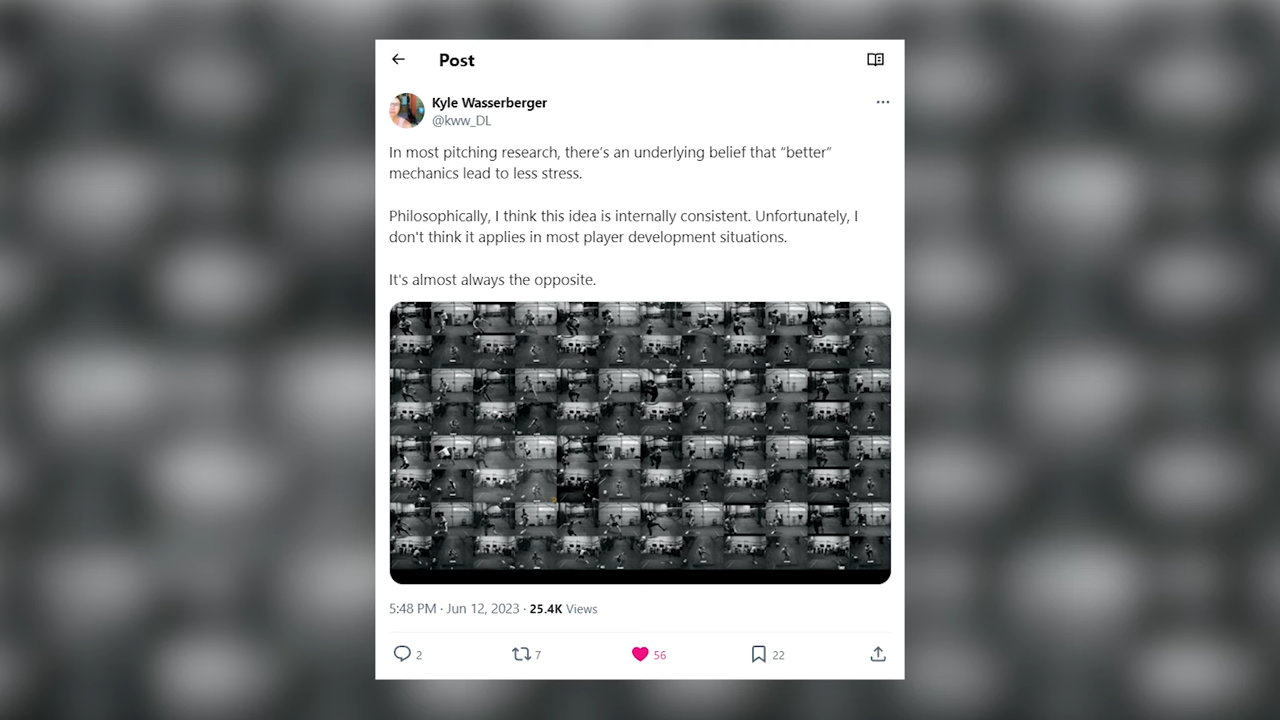 Post
Kyle Wasserberger
@kww_DL
In most pitching research, there's an underlying belief that “better”
mechanics lead to less stress.
Philosophically, I think this idea is internally consistent. Unfortunately, I
don't think it applies in most player development situations.
It's almost always the opposite.
5:48 PM · Jun 12, 2023 · 25.4K Views
2 7 56 22